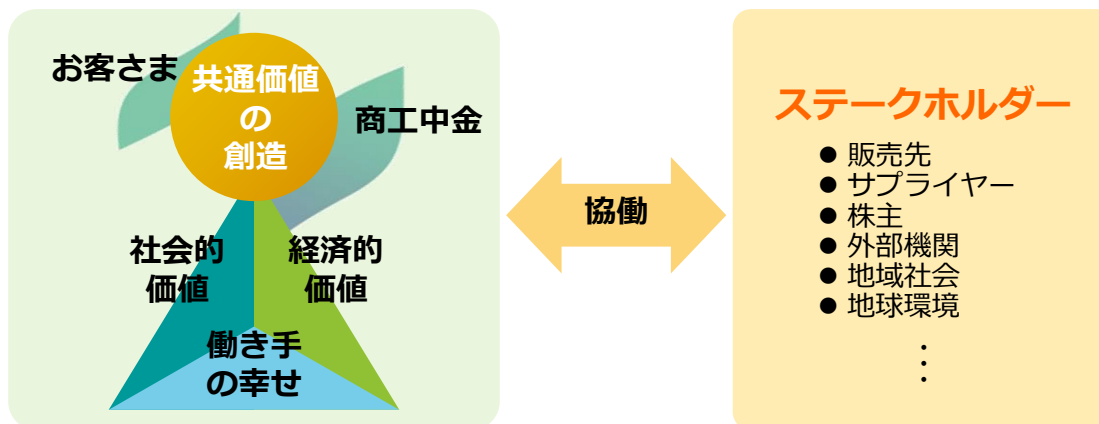 お客さま
共通価値
の
創造
商工中金
社会的
価値
経済的
価値
働き手
の幸せ
協働
ステークホルダー
● 販売先
● サプライヤー
● 株主
● 外部機関
● 地域社会
● 地球環境
⋮